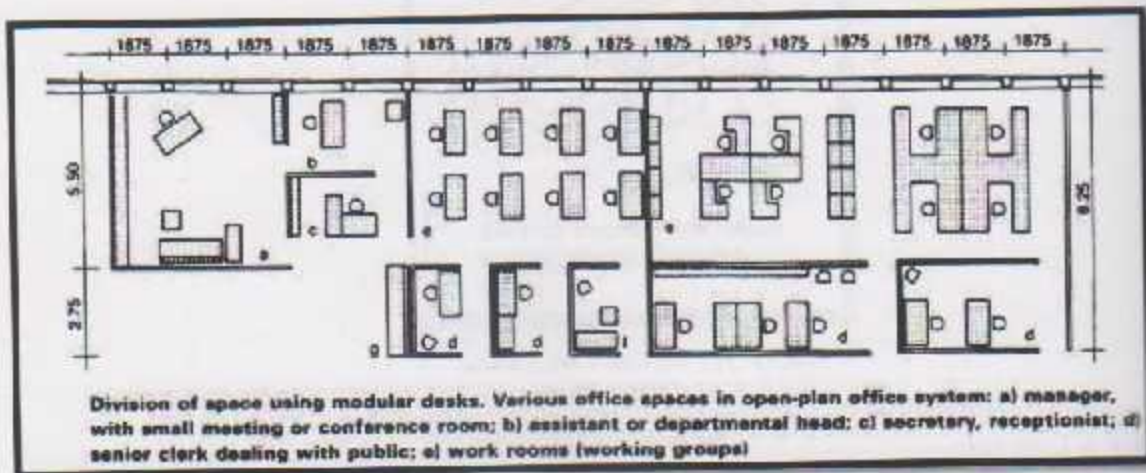 1875 1875 1875 1875 1875 1875 1875 1875 1875 1875 1875 1875 1875 1875 1875
5.50
2.75
8.25
b
c
a
e
e
g
d
d
f
d
d
Division of space using modular desks. Various office spaces in open-plan office system: a) manager,
with small meeting or conference room; b) assistant or departmental head; c) secretary, receptionist; d)
senior clerk dealing with public; e) work rooms (working groups)